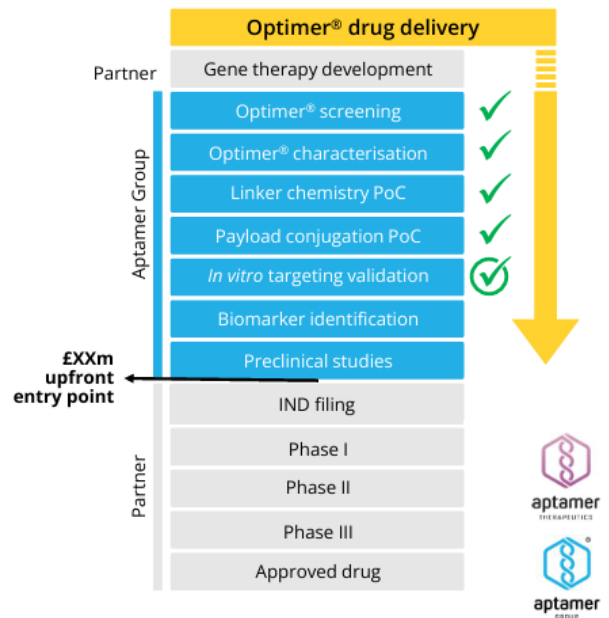 Optimer® drug delivery
Partner
Gene therapy development
Aptamer Group
Optimer® screening
Optimer® characterisation
Linker chemistry PoC
Payload conjugation PoC
In vitro targeting validation
Biomarker identification
Preclinical studies
£XXm
upfront
entry point
Partner
IND filing
Phase I
Phase II
Phase III
Approved drug
aptamer
THERAPEUTICS
aptamer
GROUP